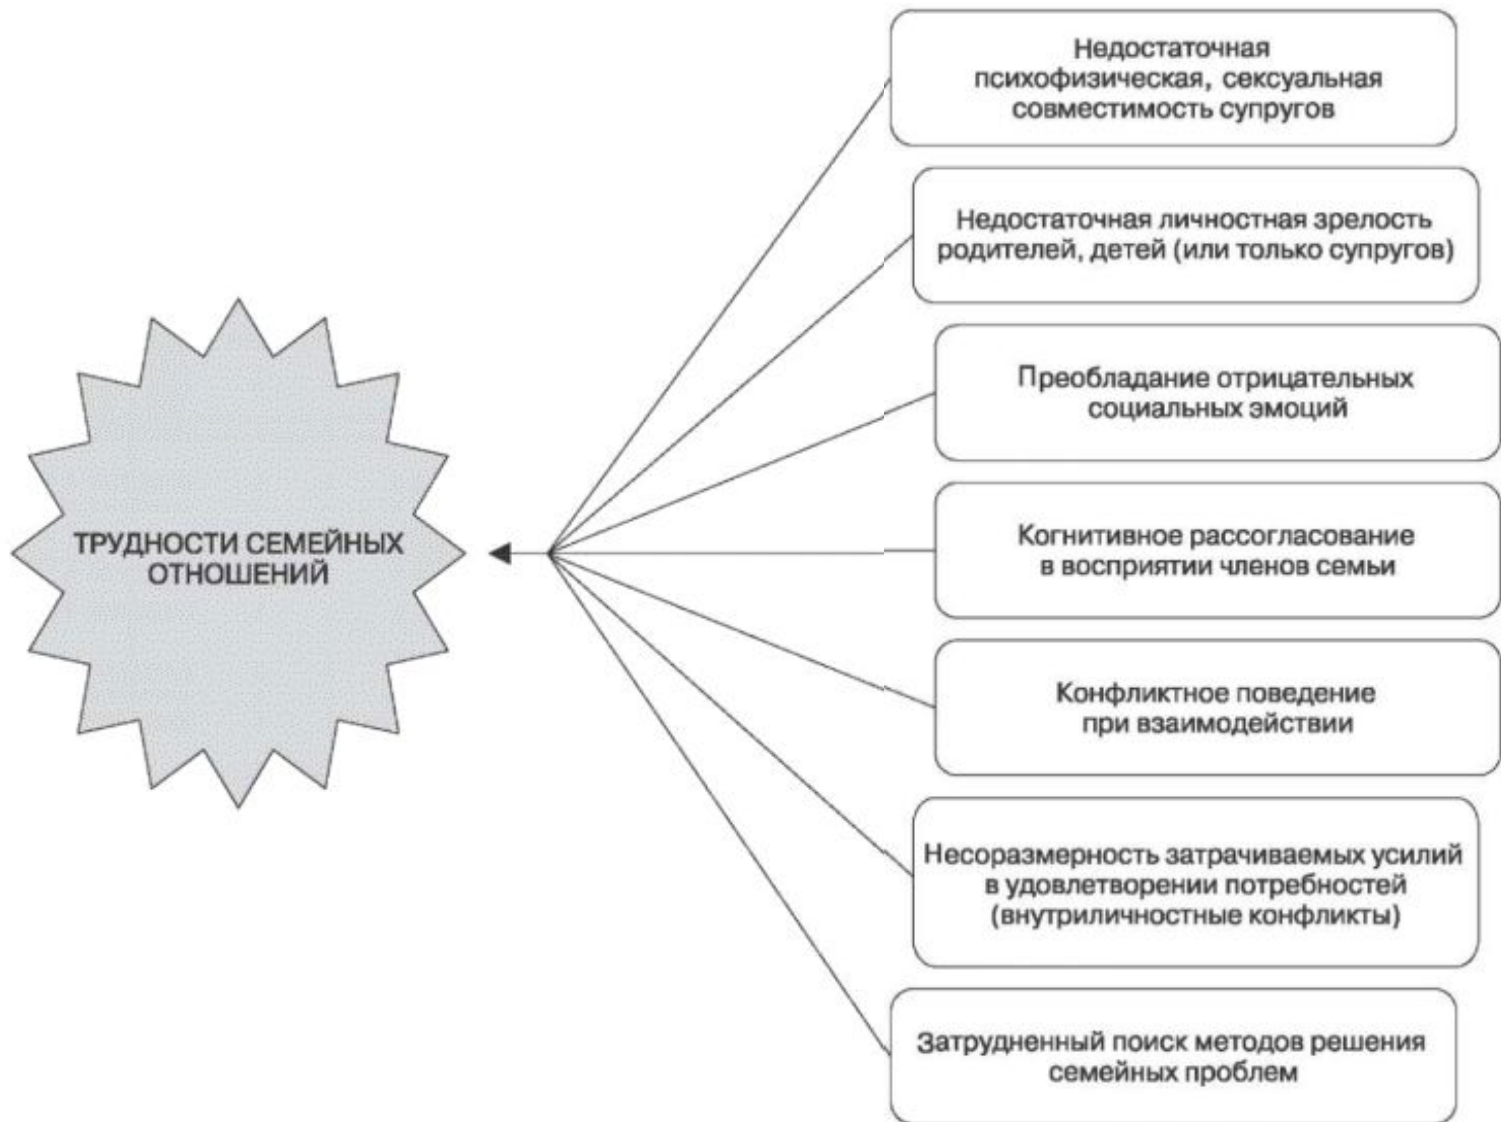 Недостаточная
психофизическая, сексуальная
совместимость супругов
Недостаточная личностная зрелость
родителей, детей (или только супругов)
Преобладание отрицательных
социальных эмоций
ТРУДНОСТИ СЕМЕЙНЫХ
ОТНОШЕНИЙ
Когнитивное рассогласование
в восприятии членов семьи
Конфликтное поведение
при взаимодействии
Несоразмерность затрачиваемых усилий
в удовлетворении потребностей
(внутриличностные конфликты)
Затрудненный поиск методов решения
семейных проблем